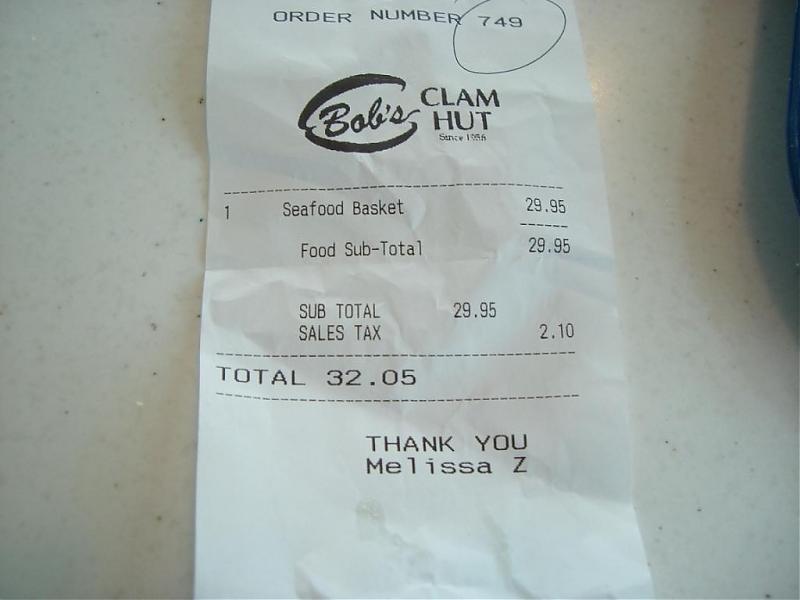 ORDER NUMBER 749
Bob's CLAM HUT
Since 1956
1 Seafood Basket 29.95
Food Sub-Total 29.95
SUB TOTAL 29.95
SALES TAX 2.10
TOTAL 32.05
THANK YOU
Melissa Z